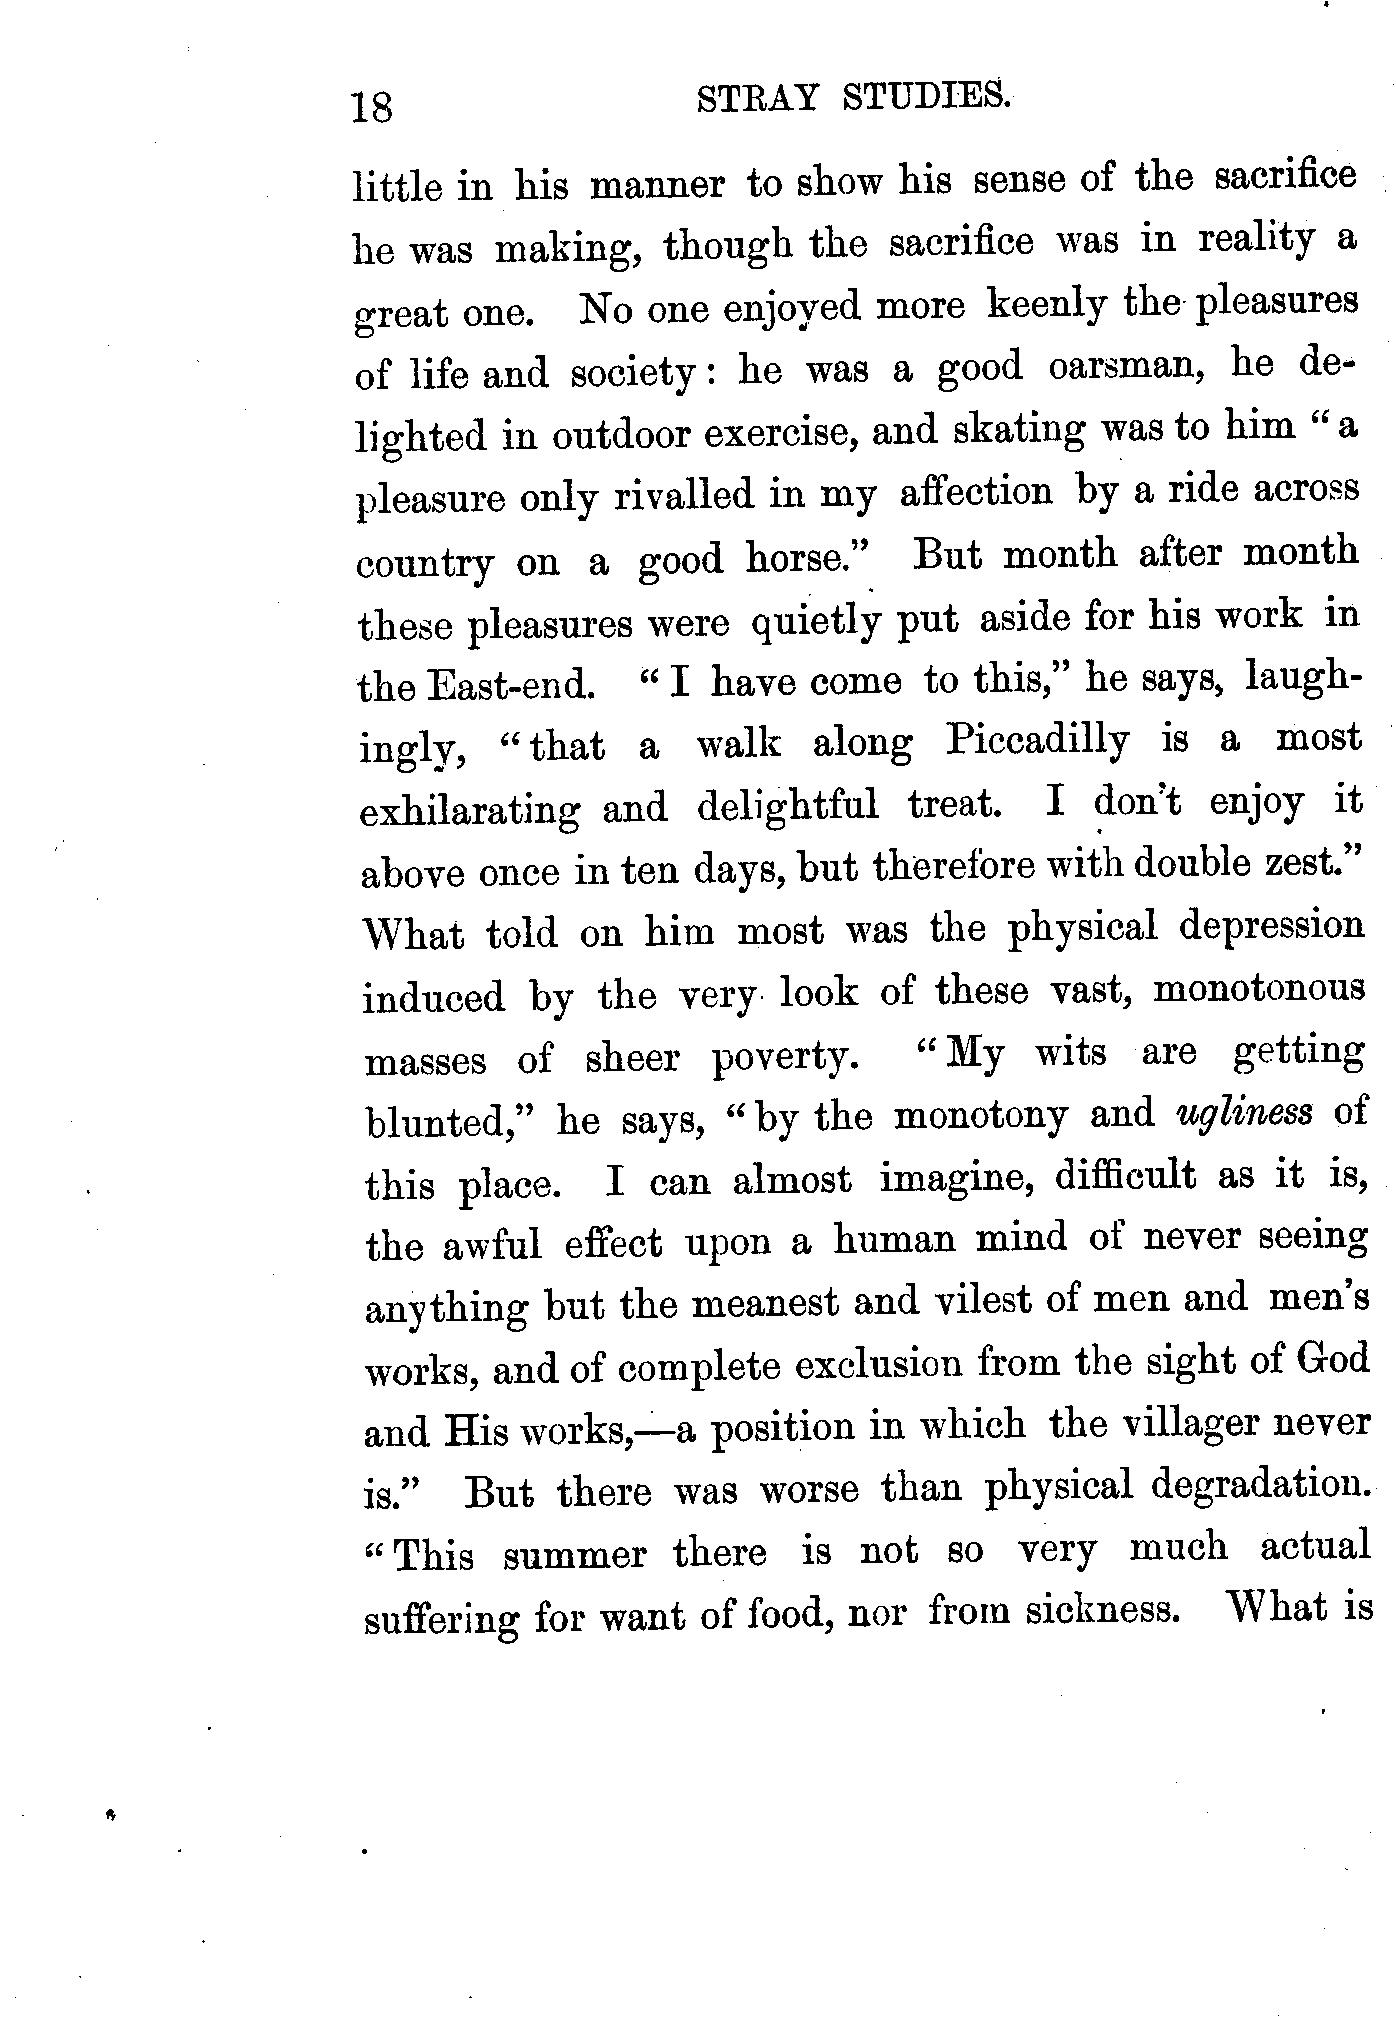 18 STRAY STUDIES.
little in his manner to show his sense of the sacrifice
he was making, though the sacrifice was in reality a
great one. No one enjoyed more keenly the pleasures
of life and society: he was a good oarsman, he de-
lighted in outdoor exercise, and skating was to him “a
pleasure only rivalled in my affection by a ride across
country on a good horse.” But month after month
these pleasures were quietly put aside for his work in
the East-end. “I have come to this,” he says, laugh-
ingly, “that a walk along Piccadilly is a most
exhilarating and delightful treat. I don't enjoy it
above once in ten days, but therefore with double zest.”
What told on him most was the physical depression
induced by the very look of these vast, monotonous
masses of sheer poverty. “My wits are getting
blunted,” he says, “by the monotony and ugliness of
this place. I can almost imagine, difficult as it is,
the awful effect upon a human mind of never seeing
anything but the meanest and vilest of men and men's
works, and of complete exclusion from the sight of God
and His works,—a position in which the villager never
is.” But there was worse than physical degradation.
“This summer there is not so very much actual
suffering for want of food, nor from sickness. What is